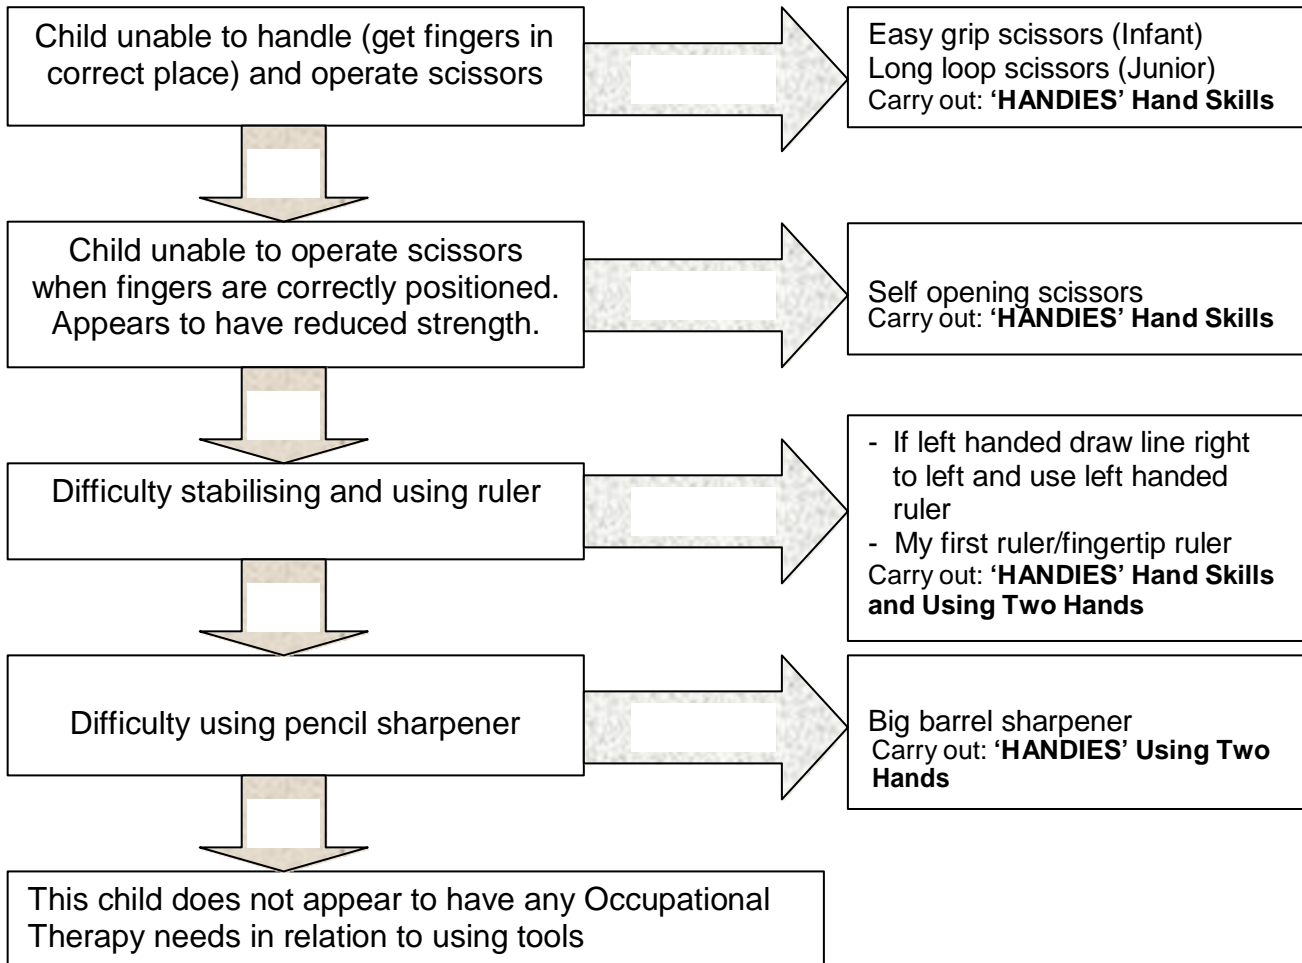 Child unable to handle (get fingers in
correct place) and operate scissors
Easy grip scissors (Infant)
Long loop scissors (Junior)
Carry out: ‘HANDIES’ Hand Skills
Child unable to operate scissors
when fingers are correctly positioned.
Appears to have reduced strength.
Self opening scissors
Carry out: ‘HANDIES’ Hand Skills
Difficulty stabilising and using ruler
- If left handed draw line right
to left and use left handed
ruler
- My first ruler/fingertip ruler
Carry out: ‘HANDIES’ Hand Skills
and Using Two Hands
Difficulty using pencil sharpener
Big barrel sharpener
Carry out: ‘HANDIES’ Using Two
Hands
This child does not appear to have any Occupational
Therapy needs in relation to using tools